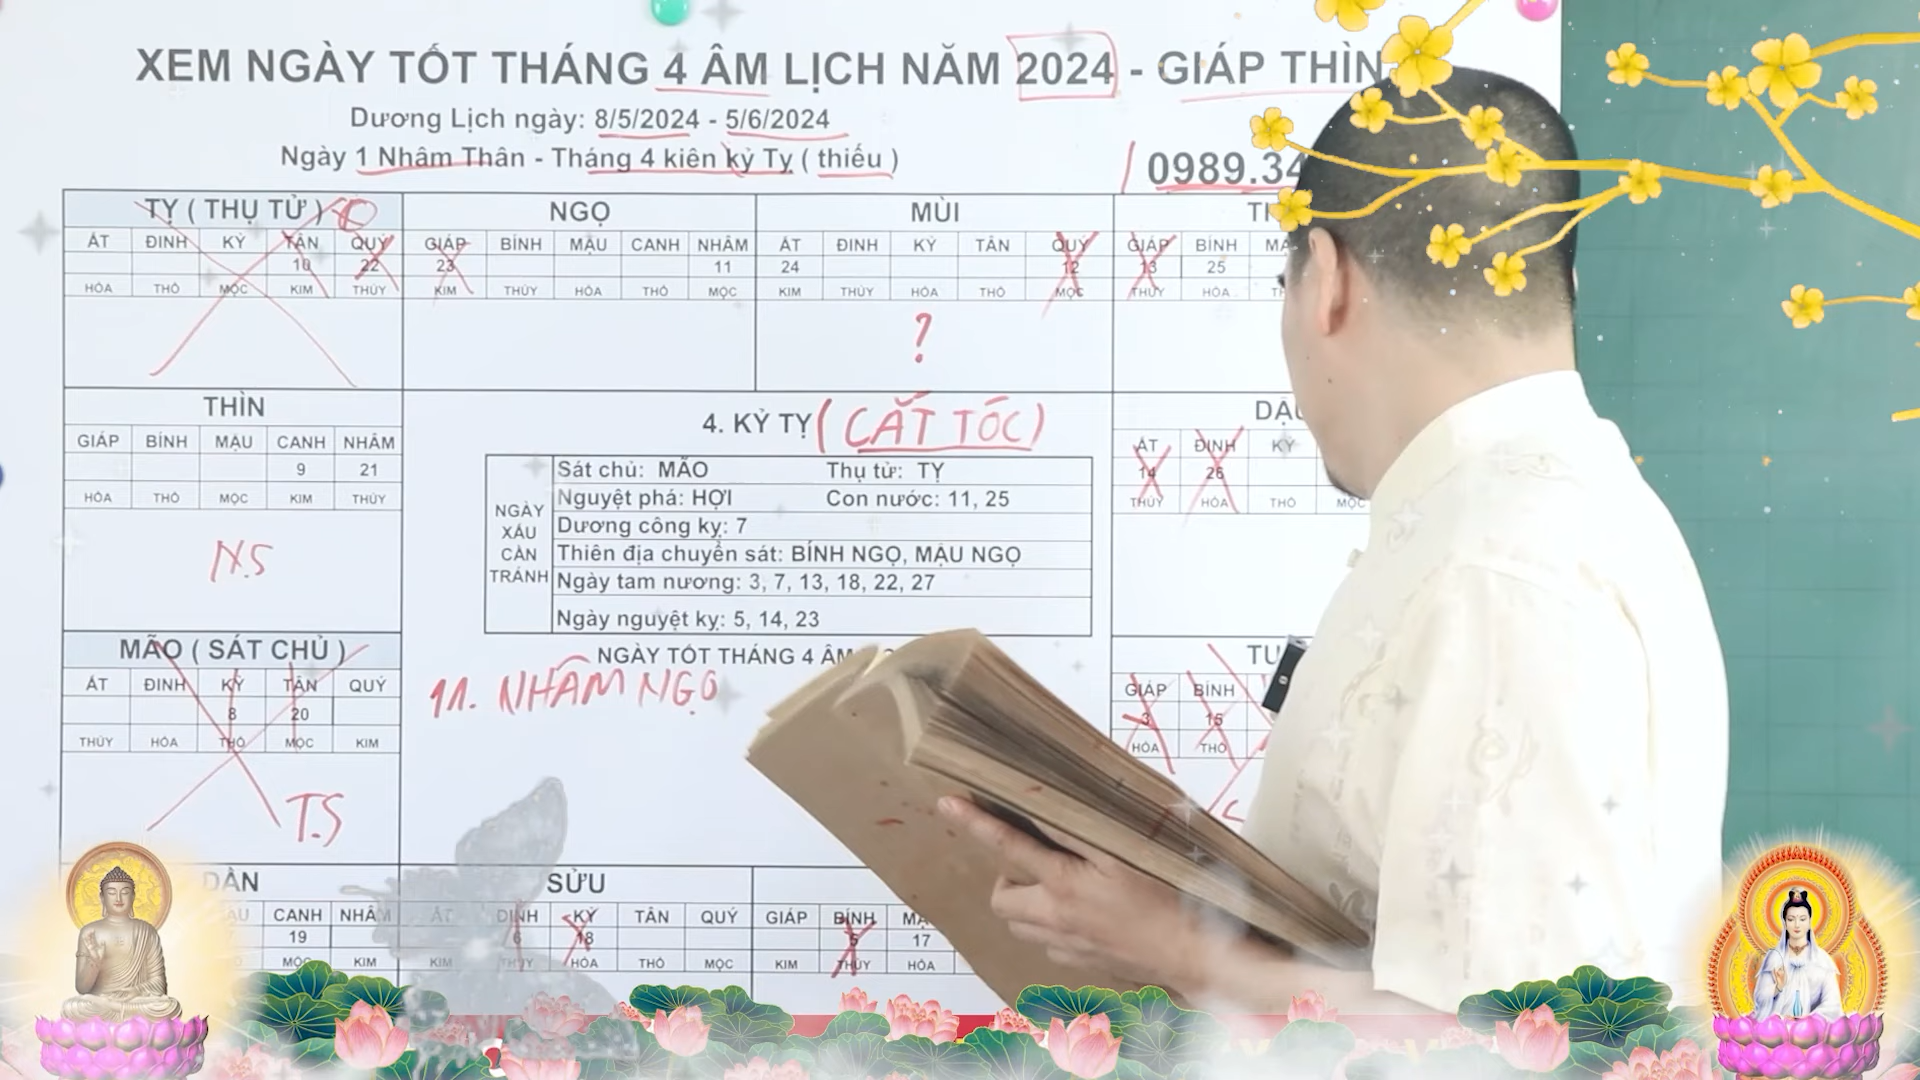 XEM NGÀY TỐT THÁNG 4 ÂM LỊCH NĂM 2024 - GIÁP THÌN
Dương Lịch ngày: 8/5/2024 - 5/6/2024
Ngày 1 Nhâm Thân - Tháng 4 kiên kỷ Tỵ ( thiếu )
0989.34
TỴ ( THỤ TỬ )
ẤT ĐINH KỶ TÂN QUÝ
10 22
HỎA THỔ MỘC KIM THỦY
NGỌ
GIÁP BÍNH MẬU CANH NHÂM
23 11
KIM THỦY HỎA THỔ MỘC
MÙI
ẤT ĐINH KỶ TÂN QUÝ
24 12
KIM THỦY HỎA THỔ MỘC
?
GIÁP BÍNH
13 25
THỦY HỎA
THÌN
GIÁP BÍNH MẬU CANH NHÂM
9 21
HỎA THỔ MỘC KIM THỦY
N.S
4. KỶ TỴ ( CẮT TÓC )
NGÀY XẤU CẦN TRÁNH
Sát chủ: MÃO Thụ tử: TỴ
Nguyệt phá: HỢI Con nước: 11, 25
Dương công kỵ: 7
Thiên địa chuyển sát: BÍNH NGỌ, MẬU NGỌ
Ngày tam nương: 3, 7, 13, 18, 22, 27
Ngày nguyệt kỵ: 5, 14, 23
ẤT ĐINH KỶ
14 26
THỦY HỎA THỔ MỘC
MÃO ( SÁT CHỦ )
ẤT ĐINH KỶ TÂN QUÝ
8 20
THỦY HỎA THỔ MỘC KIM
T.S
NGÀY TỐT THÁNG 4 ÂM
11. NHÂM NGỌ
GIÁP BÍNH
3 15
HỎA THỔ
DẦN
CANH NHÂM
19
MỘC KIM
SỬU
ẤT ĐINH KỶ TÂN QUÝ
6 18
KIM THỦY HỎA THỔ MỘC
GIÁP BÍNH
5 17
KIM THỦY HỎA